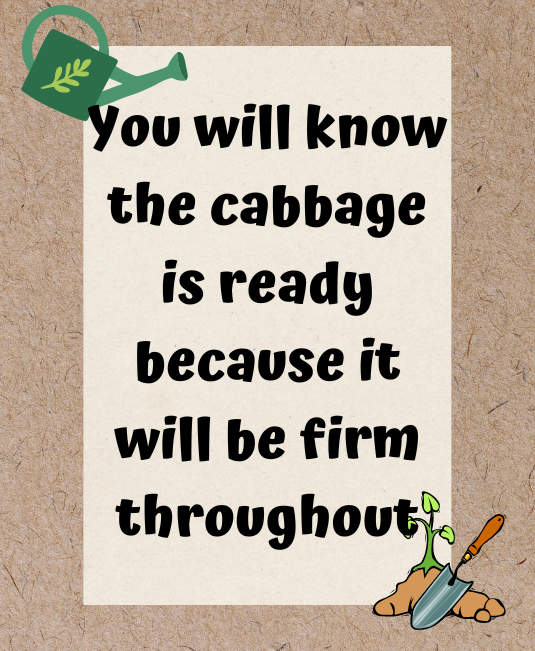 You will know
the cabbage
is ready
because it
will be firm
throughout